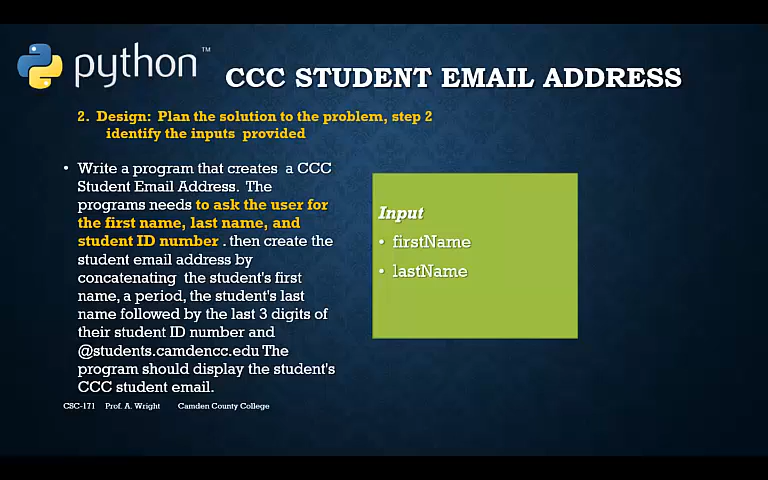 python™
CCC STUDENT EMAIL ADDRESS
2. Design: Plan the solution to the problem, step 2
identify the inputs provided
• Write a program that creates a CCC
Student Email Address. The
programs needs to ask the user for
the first name, last name, and
student ID number . then create the
student email address by
concatenating the student's first
name, a period, the student's last
name followed by the last 3 digits of
their student ID number and
@students.camdencc.edu The
program should display the student's
CCC student email.
Input
• firstName
• lastName
CSC-171 Prof. A. Wright Camden County College